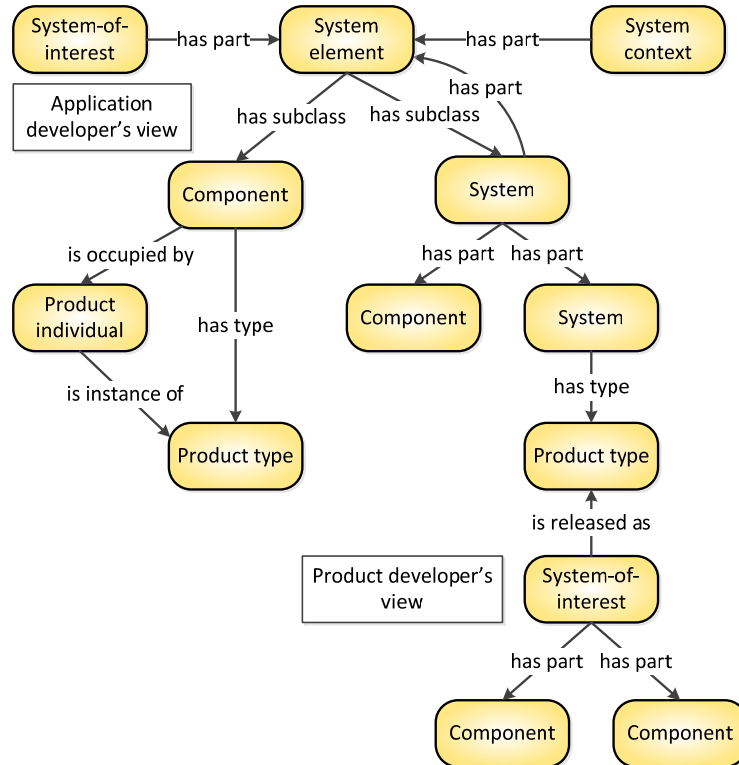 System-of-
interest
has part
System
element
has part
System
context
Application
developer's view
has subclass
has subclass
has part
Component
System
is occupied by
has part
has part
Product
individual
has type
Component
System
is instance of
has type
Product type
Product type
is released as
Product developer's
view
System-of-
interest
has part
has part
Component
Component